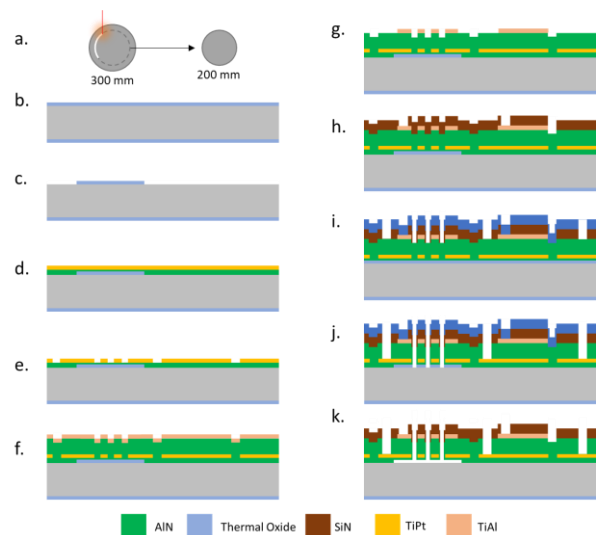 a.
300 mm
200 mm
b.
c.
d.
e.
f.
g.
h.
i.
j.
k.
AlN
Thermal Oxide
SiN
TiPt
TiAl